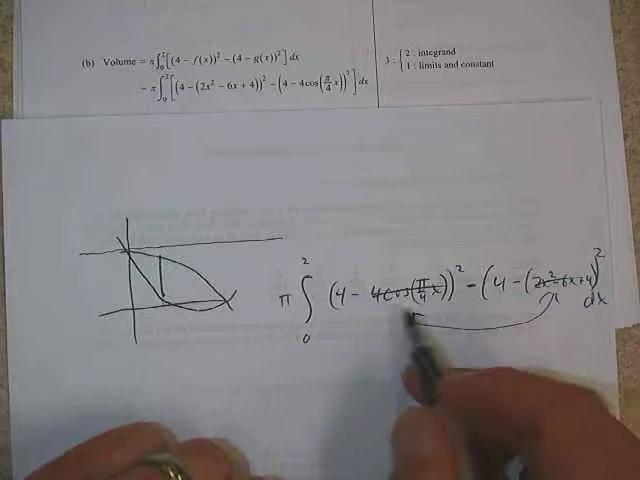 (b) Volume = π∫₀²[(4 − f(x))² − (4 − g(x))²] dx
= π∫₀²[(4 − (2x² − 6x + 4))² − (4 − 4cos(π/4 x))²] dx
3 : { 2 : integrand
1 : limits and constant
π ∫₀² (4 − 4cos(π/4 x))² − (4 − (2x² − 6x + 4)² dx